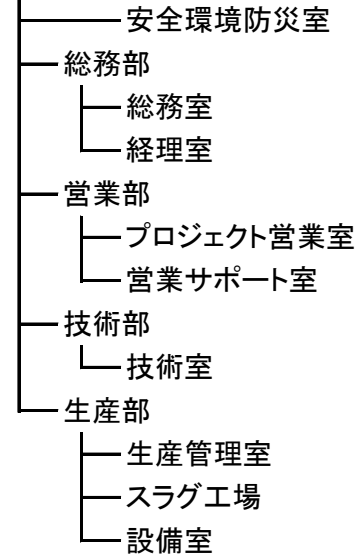 安全環境防災室
総務部
総務室
経理室
営業部
プロジェクト営業室
営業サポート室
技術部
技術室
生産部
生産管理室
スラグ工場
設備室